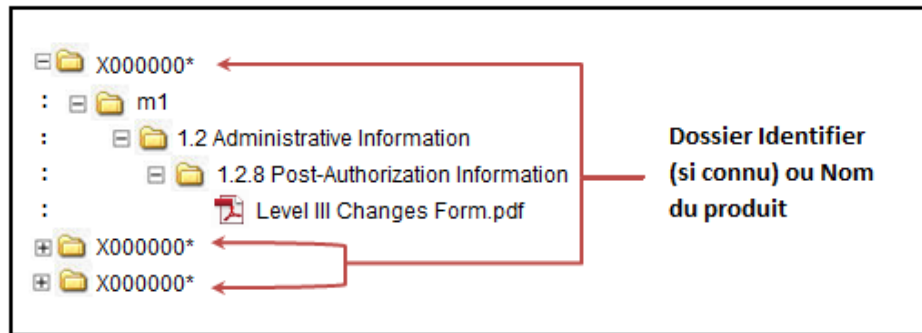 X000000*
m1
1.2 Administrative Information
1.2.8 Post-Authorization Information
Level III Changes Form.pdf
X000000*
X000000*
Dossier Identifier
(si connu) ou Nom
du produit